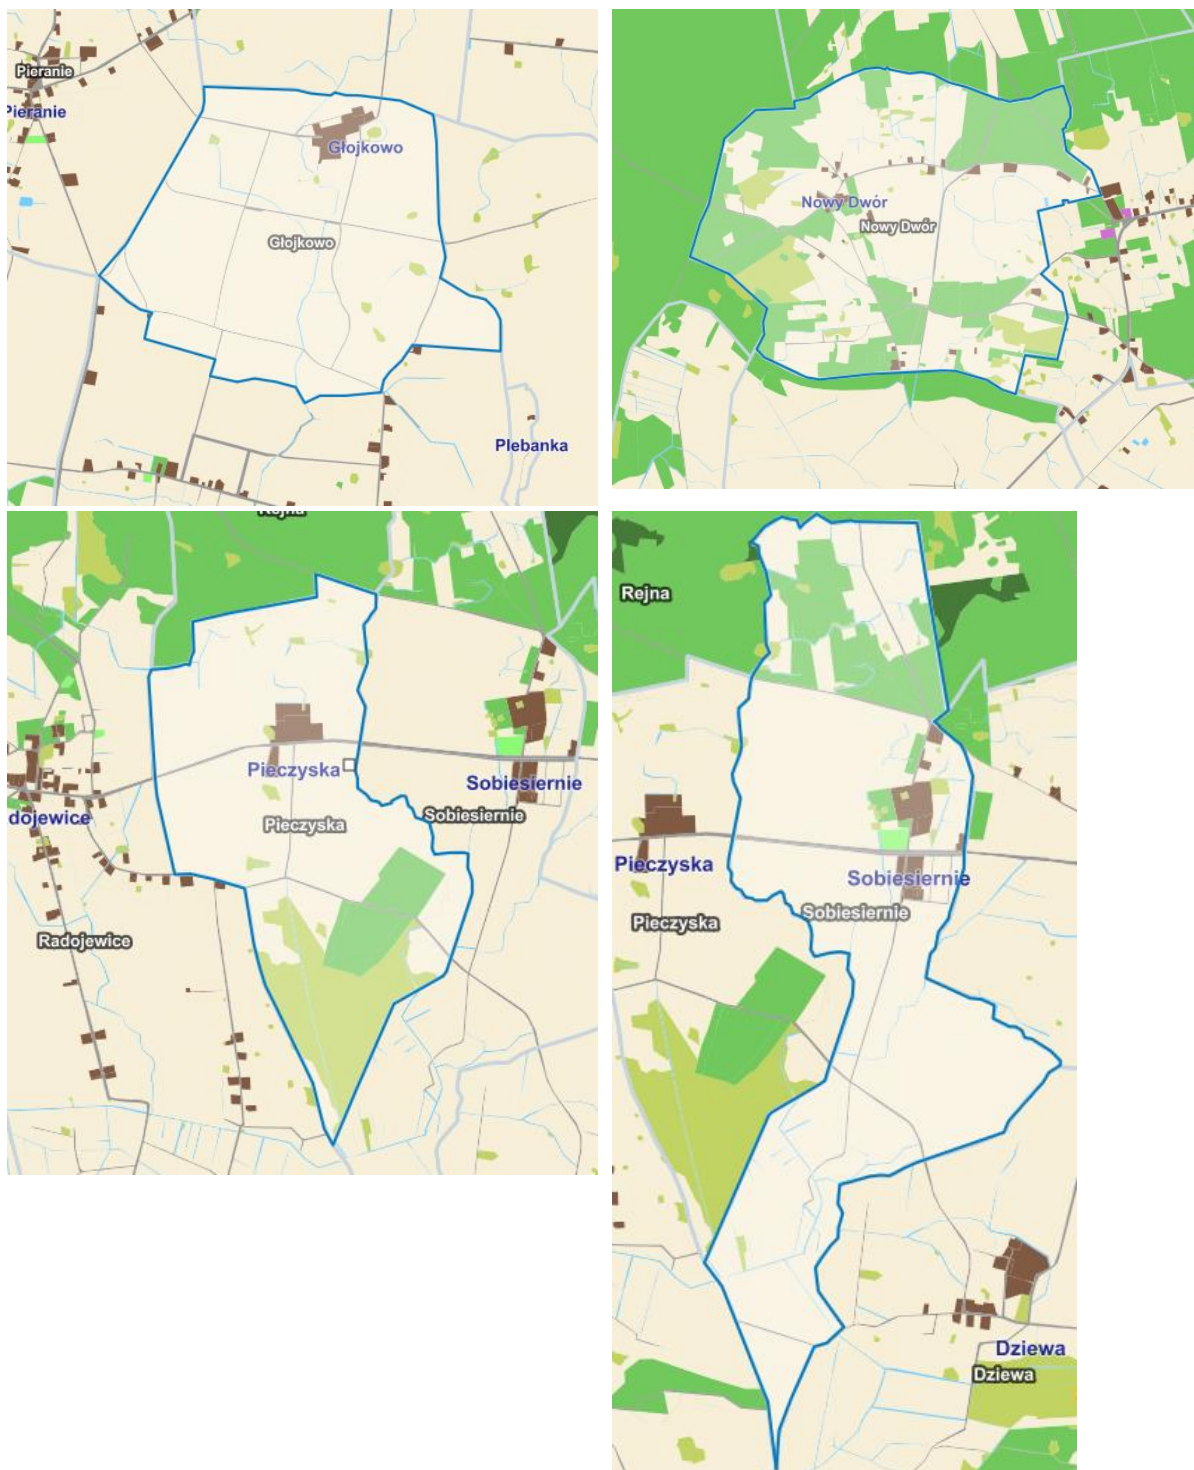 Pieranie
Pieranie
Głojkowo
Głojkowo
Plebanka
Nowy Dwór
Nowy Dwór
Rejna
Pieczyska
Sobiesiernie
dojewice
Pieczyska
Sobiesiernie
Radojewice
Rejna
Pieczyska
Sobiesiernie
Pieczyska
Sobiesiernie
Dziewa
Dziewa